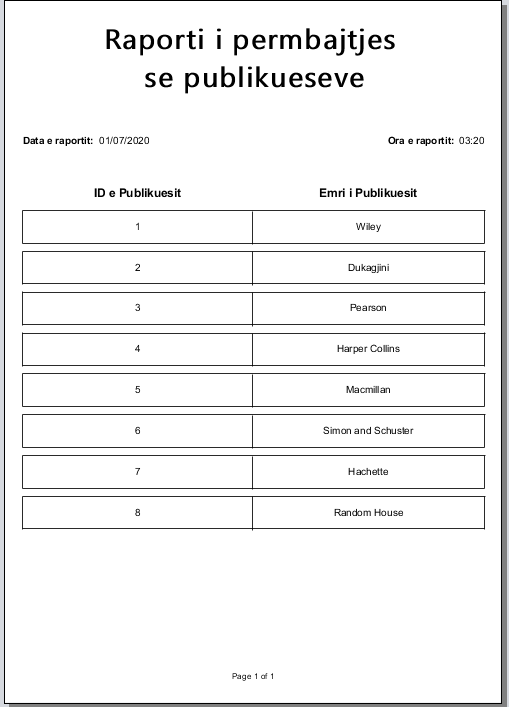 Raporti i permbajtjes
se publikueseve
Data e raportit: 01/07/2020 Ora e raportit: 03:20
ID e Publikuesit Emri i Publikuesit
1 Wiley
2 Dukagjini
3 Pearson
4 Harper Collins
5 Macmillan
6 Simon and Schuster
7 Hachette
8 Random House
Page 1 of 1